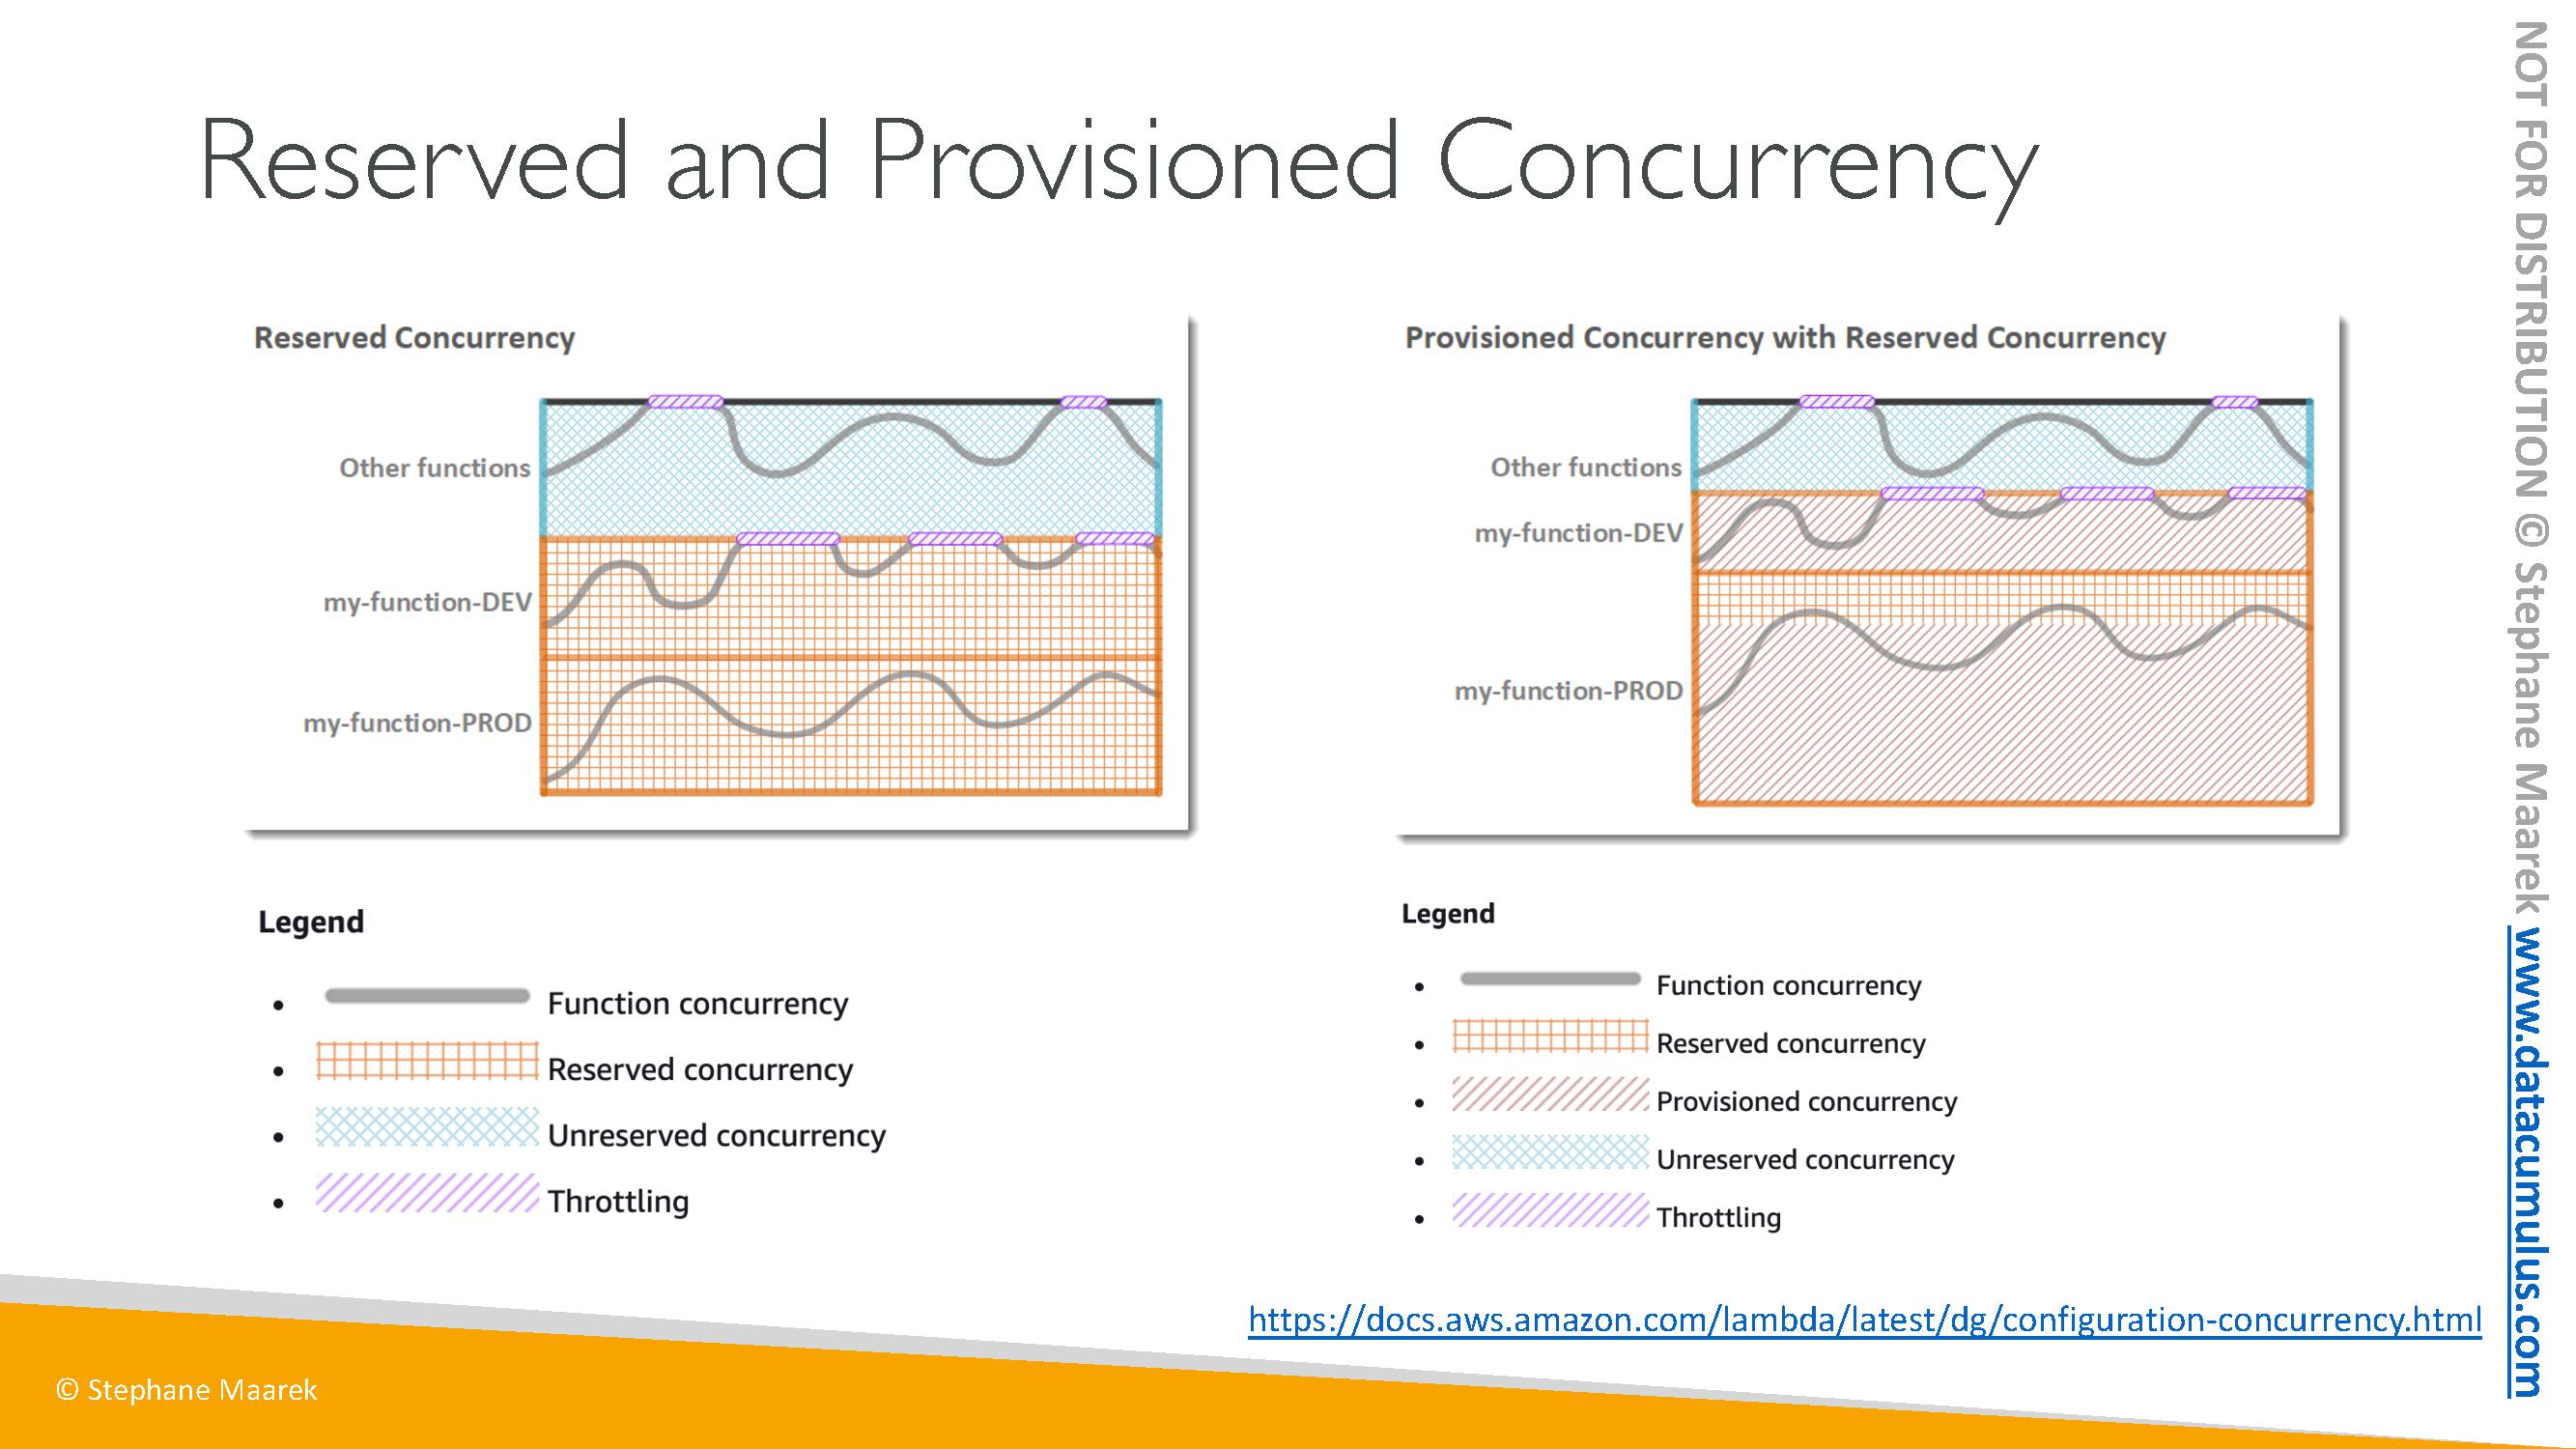 Reserved and Provisioned Concurrency
Reserved Concurrency
Other functions
my-function-DEV
my-function-PROD
Legend
• Function concurrency
• Reserved concurrency
• Unreserved concurrency
• Throttling
Provisioned Concurrency with Reserved Concurrency
Other functions
my-function-DEV
my-function-PROD
Legend
• Function concurrency
• Reserved concurrency
• Provisioned concurrency
• Unreserved concurrency
• Throttling
https://docs.aws.amazon.com/lambda/latest/dg/configuration-concurrency.html
© Stephane Maarek
NOT FOR DISTRIBUTION © Stephane Maarek www.datacumulus.com